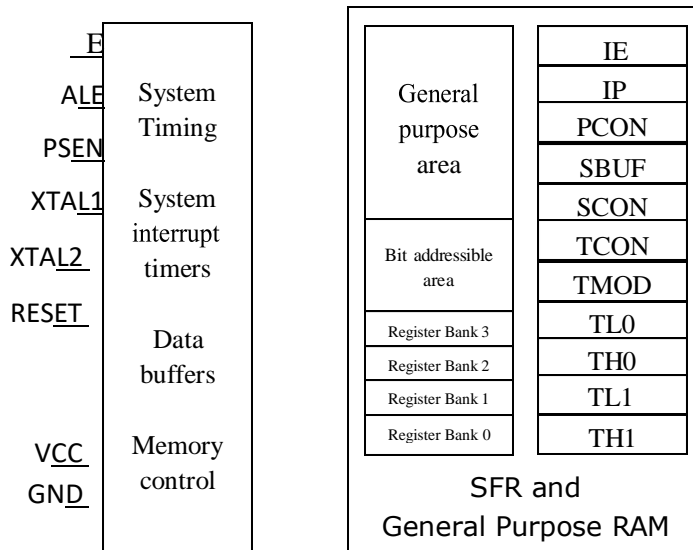 E
ALE
PSEN
XTAL1
XTAL2
RESET
VCC
GND
System
Timing
System
interrupt
timers
Data
buffers
Memory
control
General
purpose
area
Bit addressible
area
Register Bank 3
Register Bank 2
Register Bank 1
Register Bank 0
IE
IP
PCON
SBUF
SCON
TCON
TMOD
TL0
TH0
TL1
TH1
SFR and
General Purpose RAM